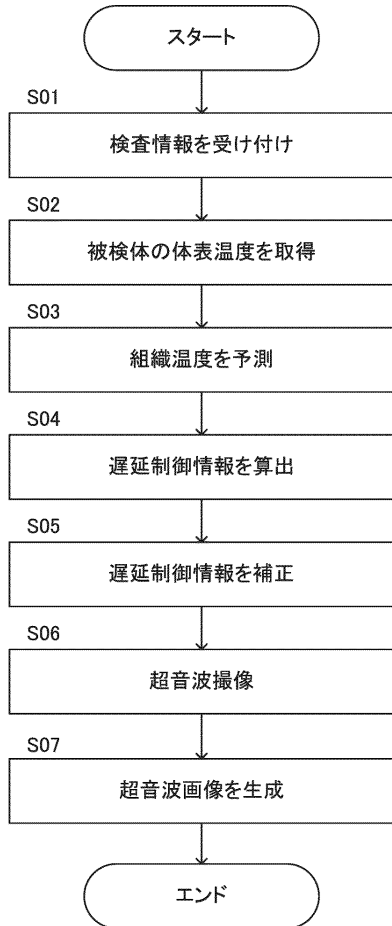 スタート
S01
検査情報を受け付け
S02
被検体の体表温度を取得
S03
組織温度を予測
S04
遅延制御情報を算出
S05
遅延制御情報を補正
S06
超音波撮像
S07
超音波画像を生成
エンド